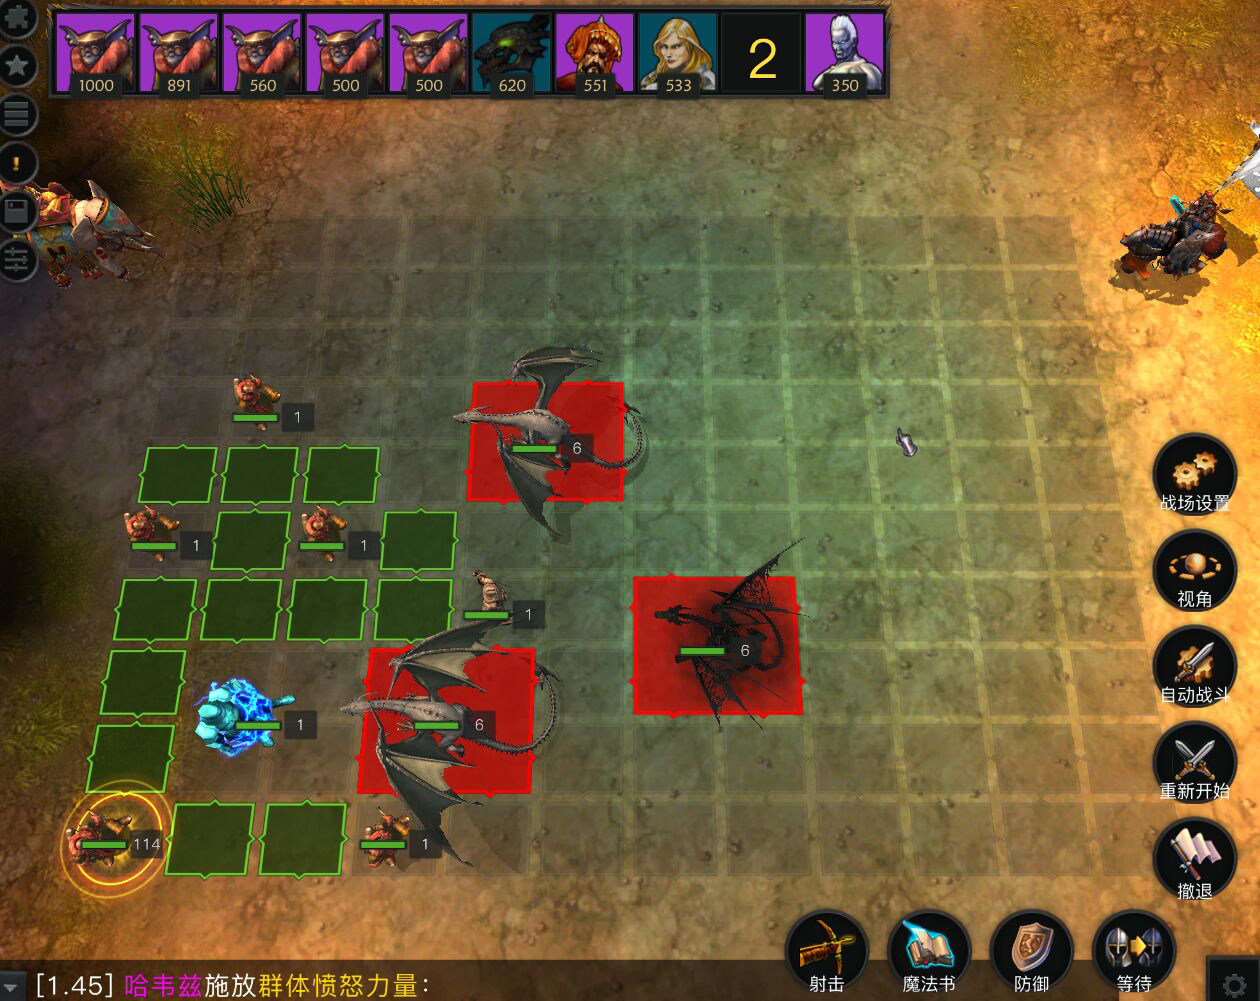 1000 891 560 500 500 620 551 533 2 350
!
1
6
1 1
1
6
1 6
114 1
战场设置
视角
自动战斗
重新开始
撤退
射击 魔法书 防御 等待
[1.45] 哈韦兹施放群体愤怒力量: